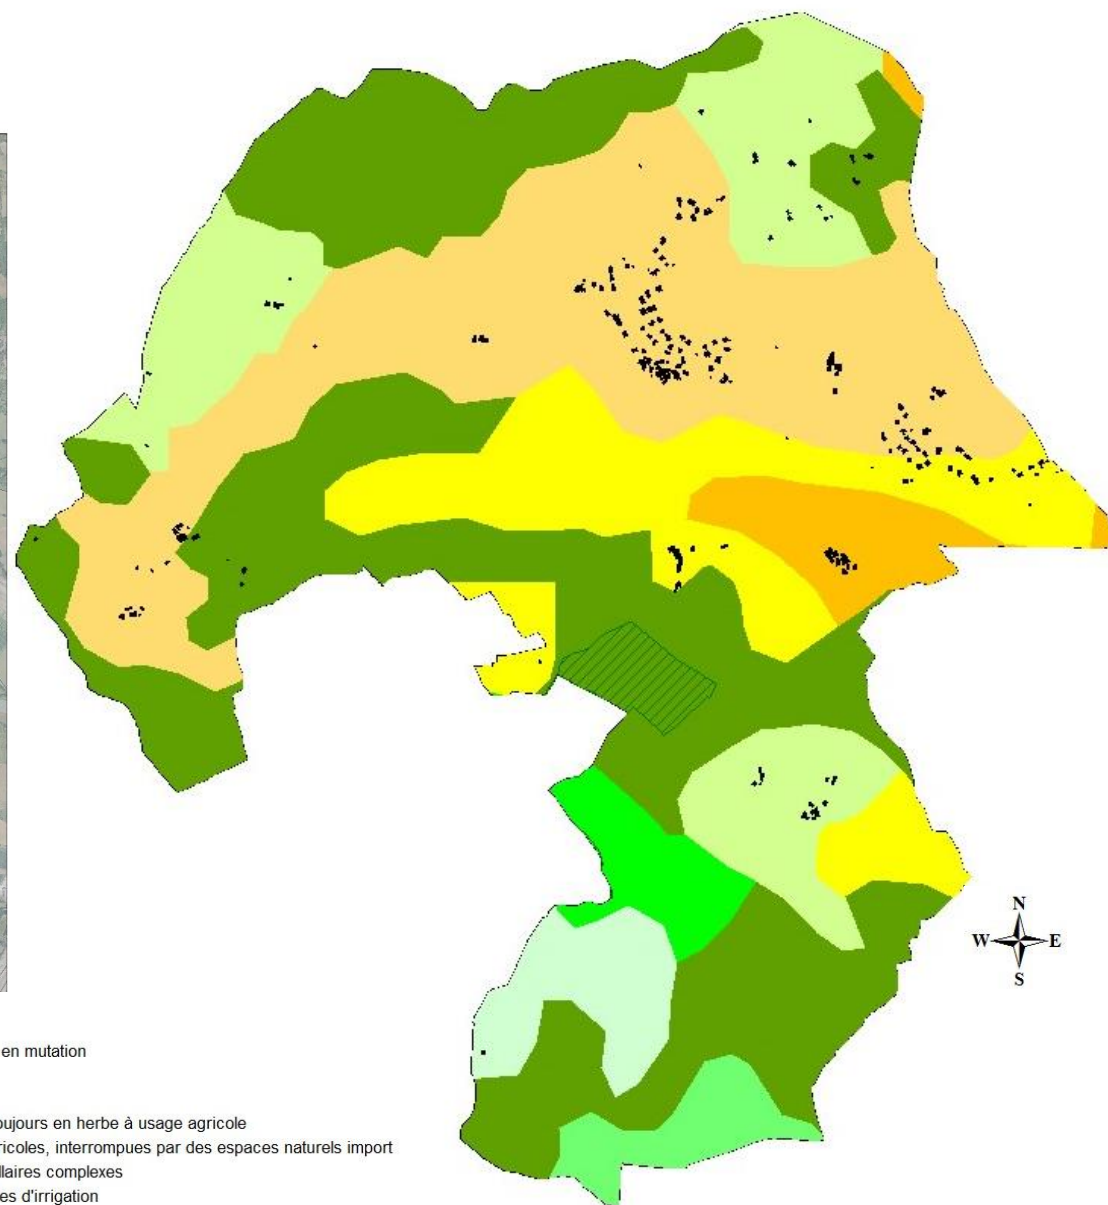 N
W E
S
en mutation
oujours en herbe à usage agricole
ricoles, interrompues par des espaces naturels import
llaires complexes
es d'irrigation